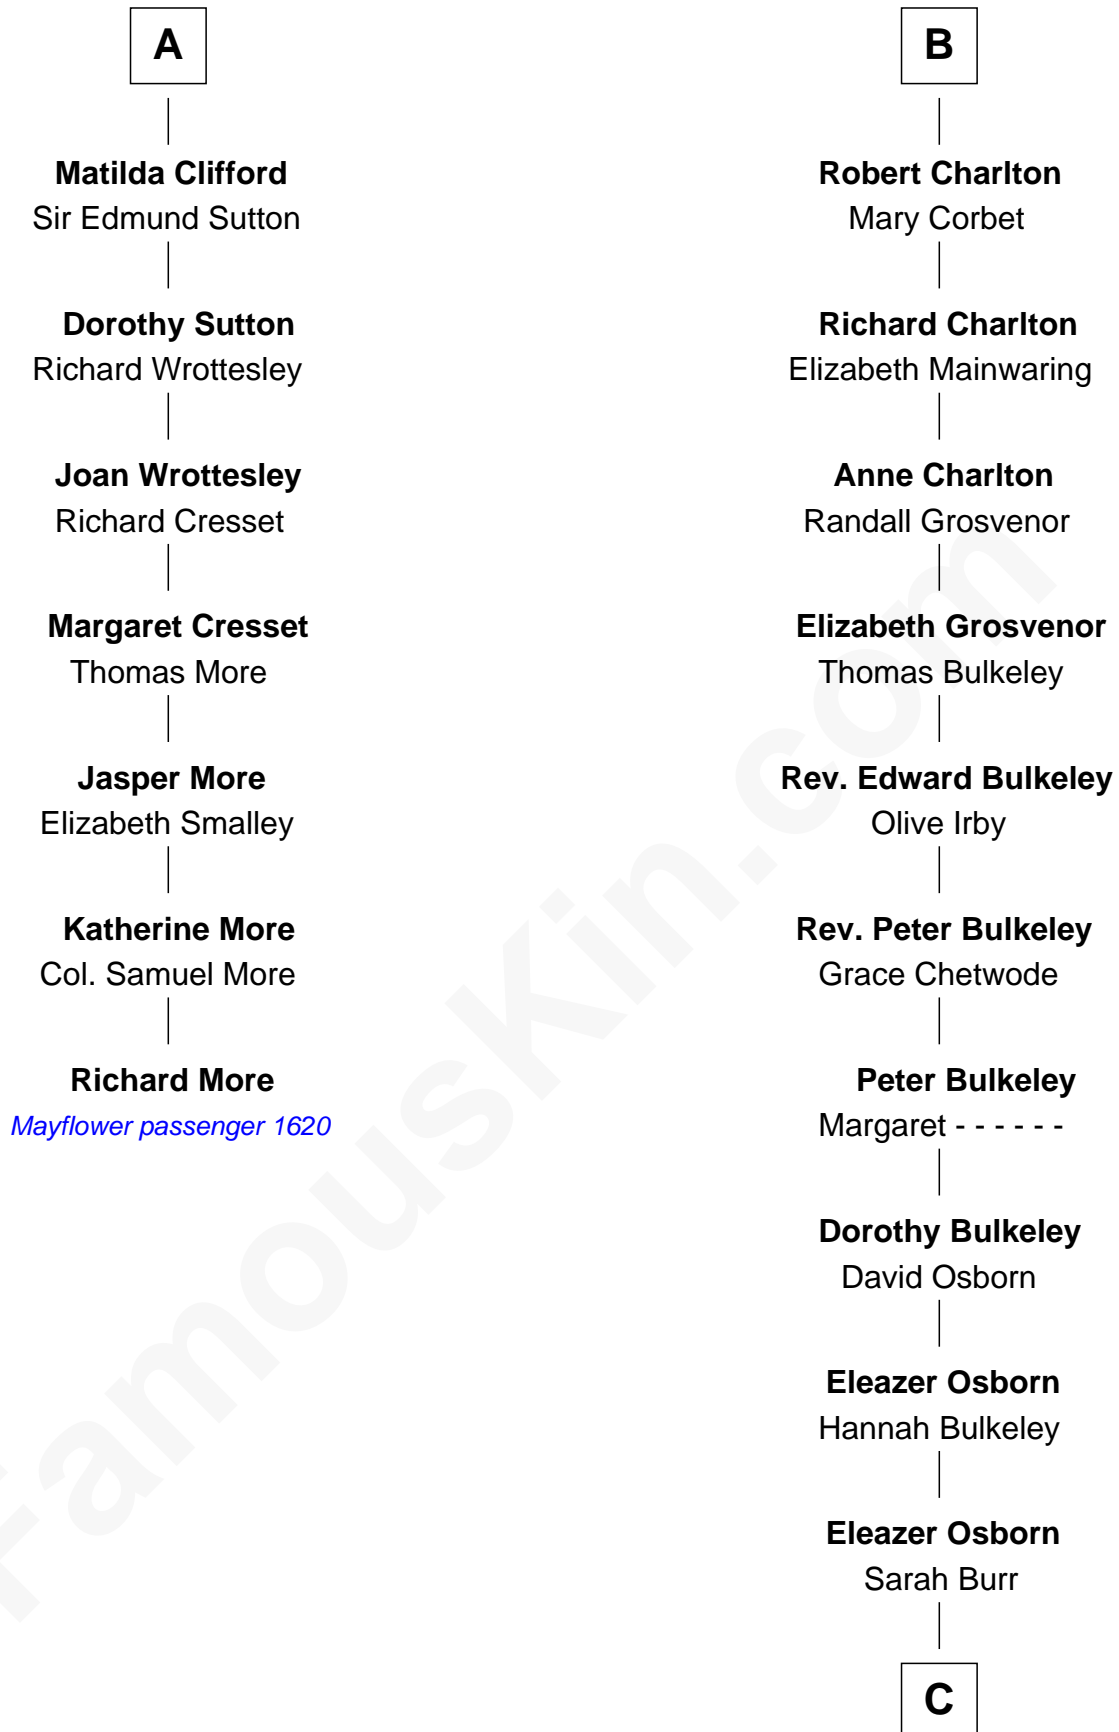 A
Matilda Clifford
Sir Edmund Sutton
Dorothy Sutton
Richard Wrottesley
Joan Wrottesley
Richard Cresset
Margaret Cresset
Thomas More
Jasper More
Elizabeth Smalley
Katherine More
Col. Samuel More
Richard More
Mayflower passenger 1620
B
Robert Charlton
Mary Corbet
Richard Charlton
Elizabeth Mainwaring
Anne Charlton
Randall Grosvenor
Elizabeth Grosvenor
Thomas Bulkeley
Rev. Edward Bulkeley
Olive Irby
Rev. Peter Bulkeley
Grace Chetwode
Peter Bulkeley
Margaret - - - - - -
Dorothy Bulkeley
David Osborn
Eleazer Osborn
Hannah Bulkeley
Eleazer Osborn
Sarah Burr
C
FamousKin.com